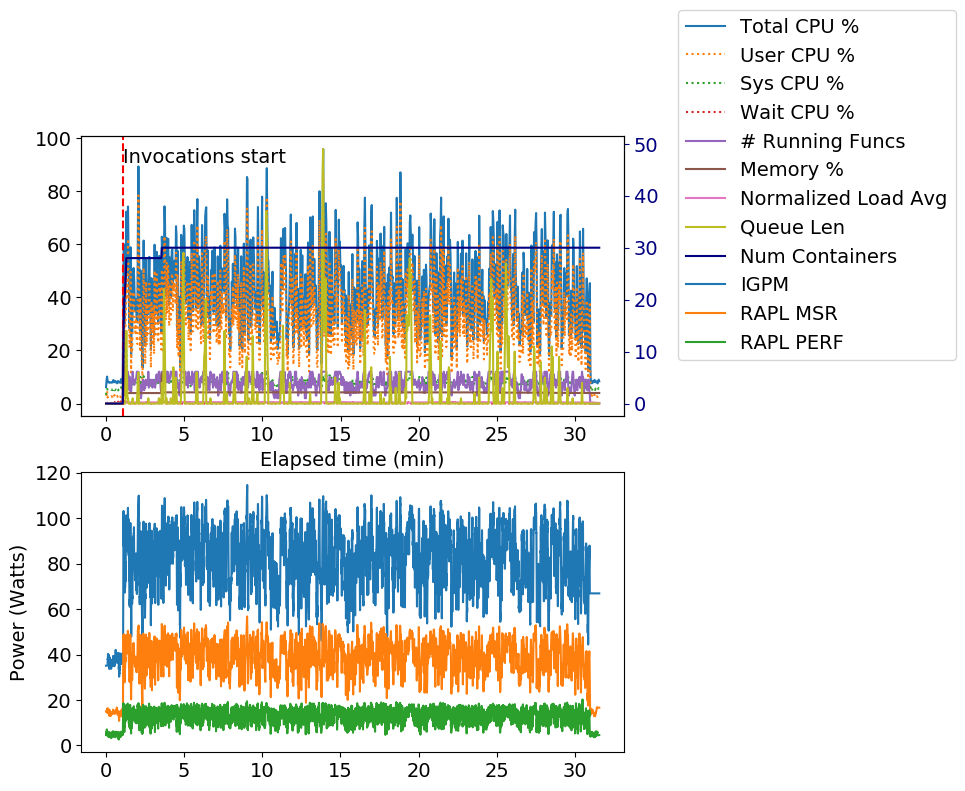 Total CPU %
User CPU %
Sys CPU %
Wait CPU %
# Running Funcs
Memory %
Normalized Load Avg
Queue Len
Num Containers
IGPM
RAPL MSR
RAPL PERF
100
80
60
40
20
0
Invocations start
50
40
30
20
10
0
0 5 10 15 20 25 30
Elapsed time (min)
Power (Watts)
120
100
80
60
40
20
0
0 5 10 15 20 25 30